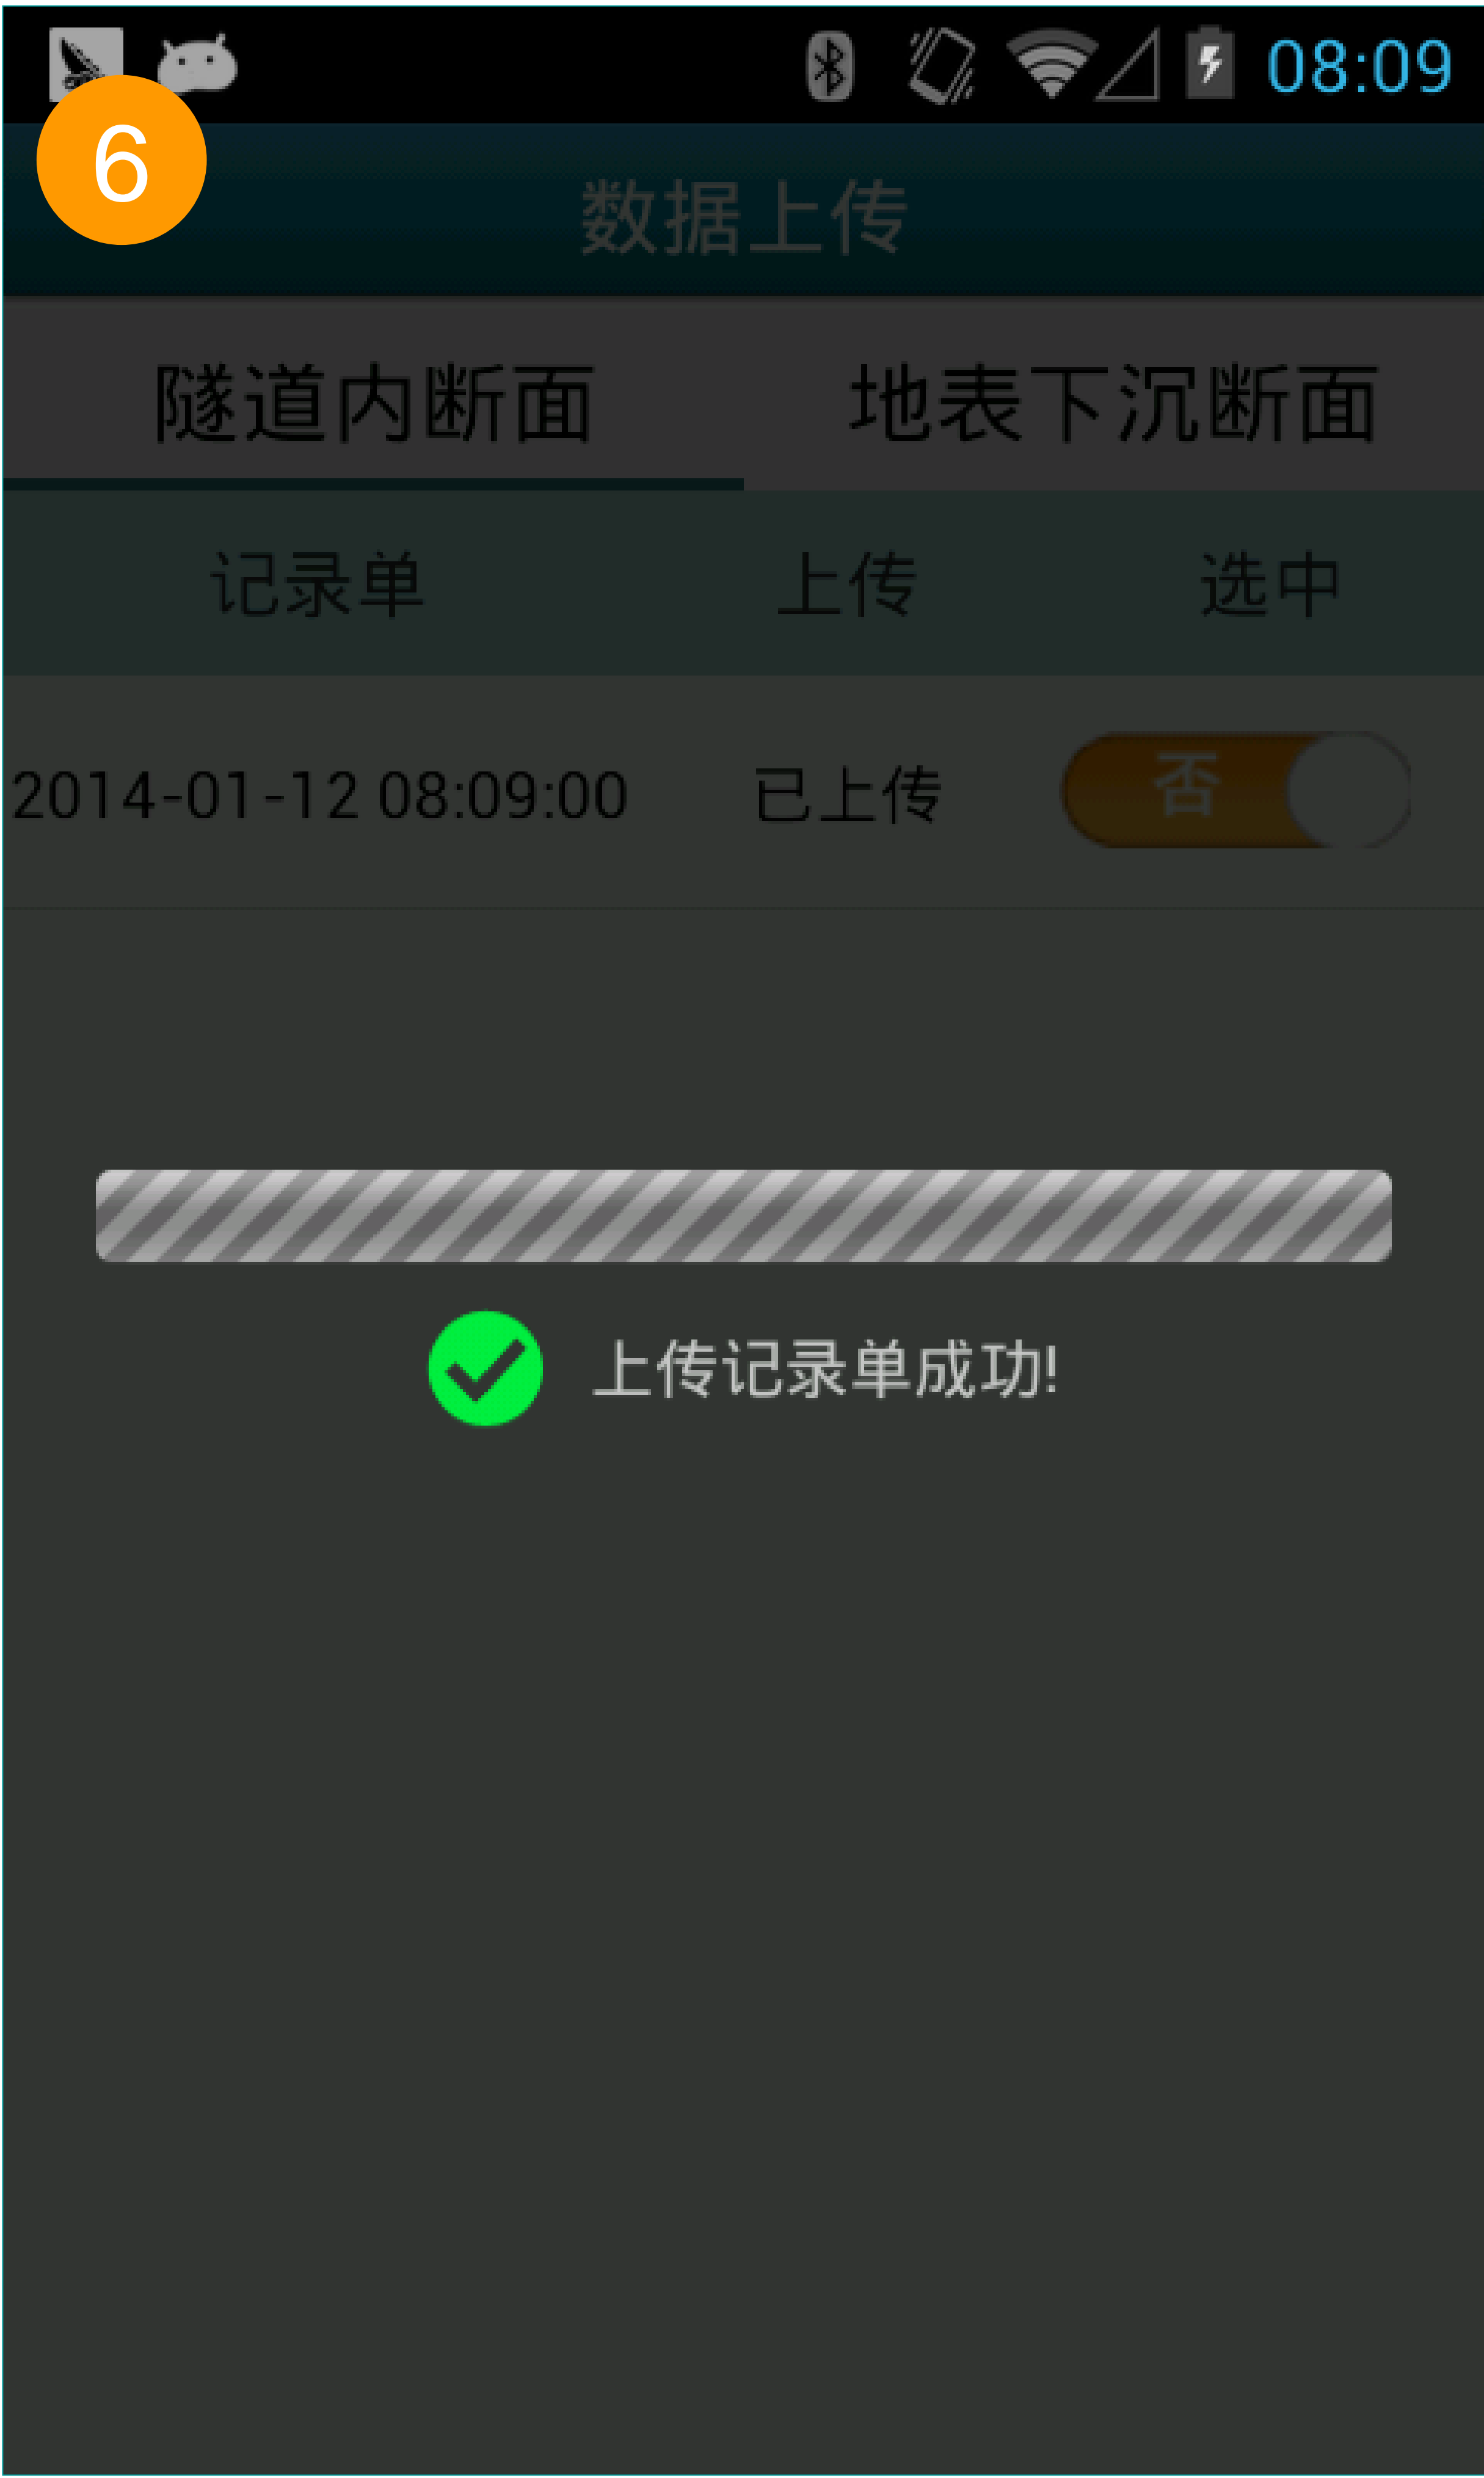 08:09
6
数据上传
隧道内断面 地表下沉断面
记录单 上传 选中
2014-01-12 08:09:00 已上传 否
上传记录单成功!